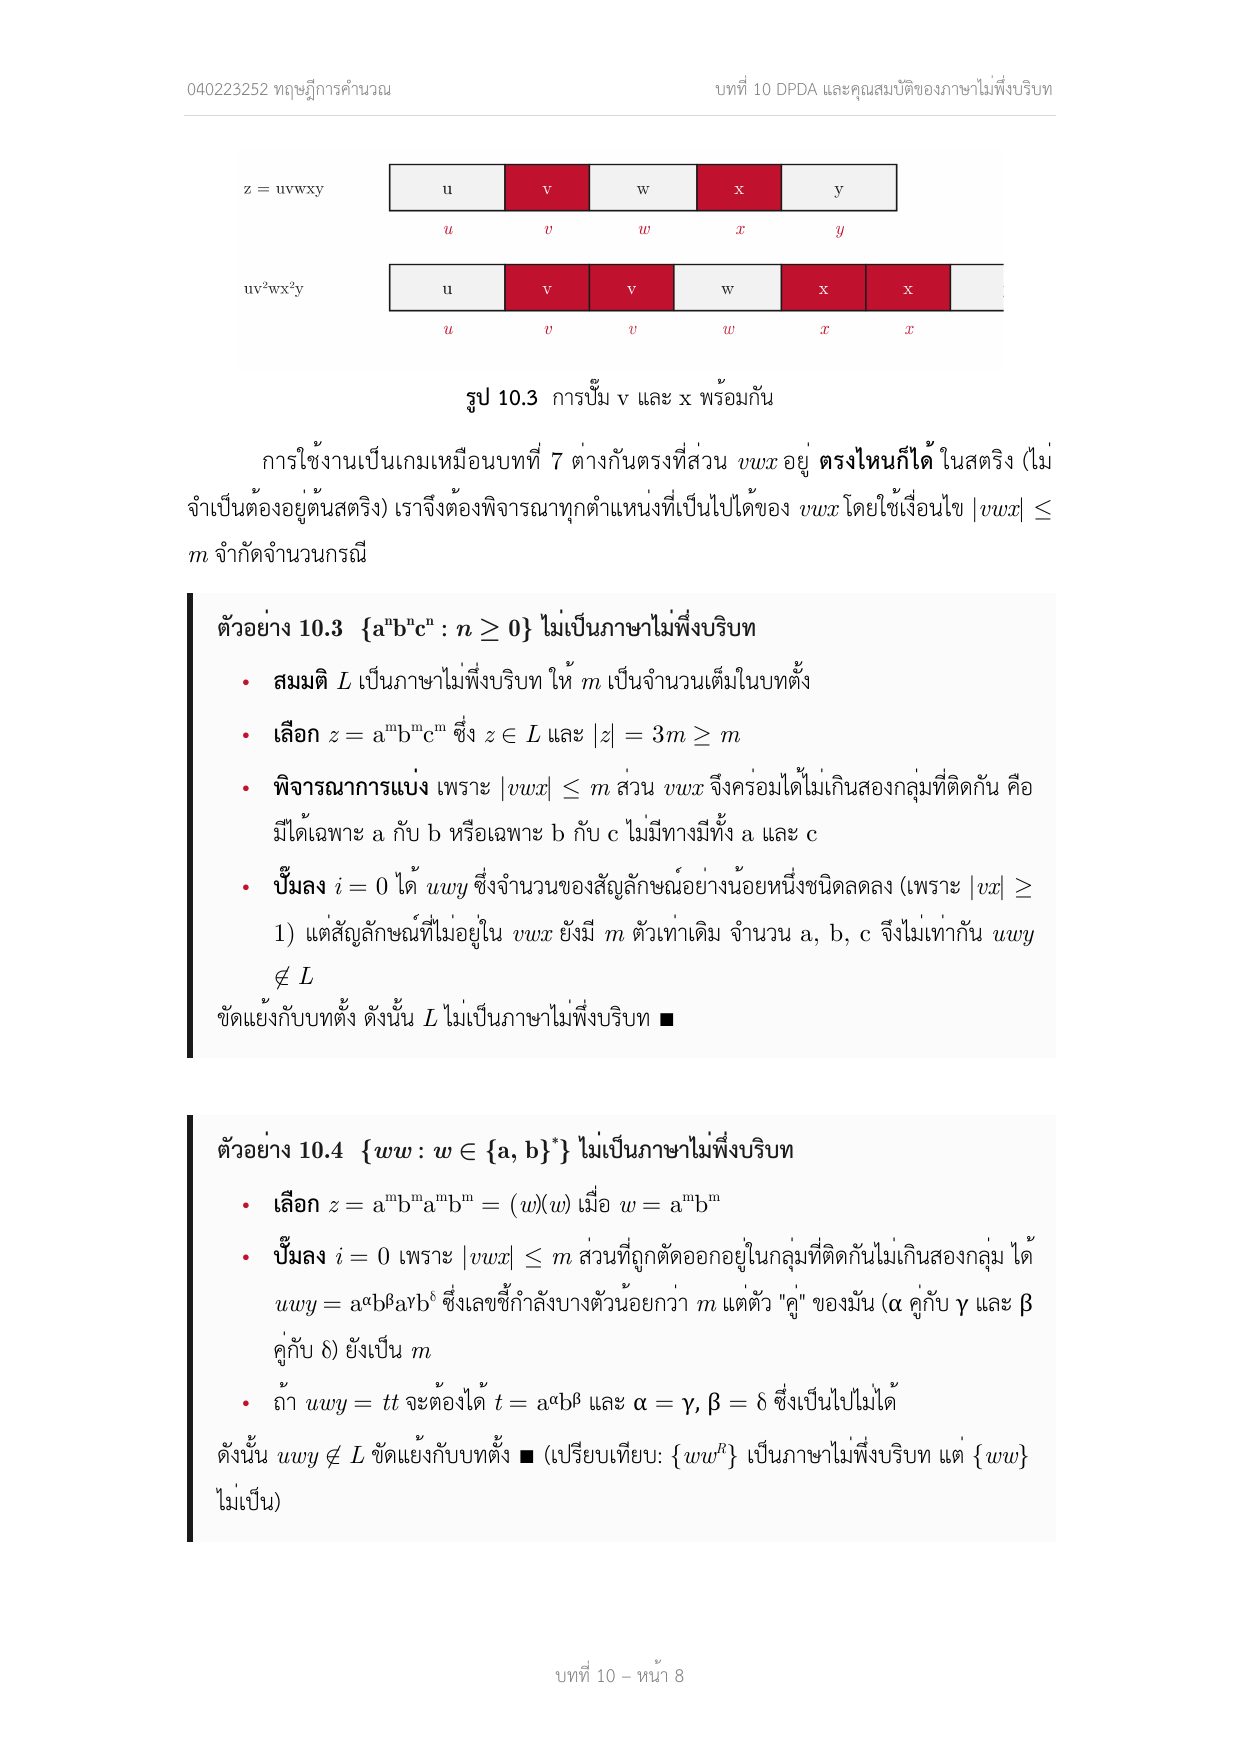 040223252 ทฤษฎีการคำนวณ
บทที่ 10 DPDA และคุณสมบัติของภาษาไม่พึ่งบริบท
z = uvwxy
u v w x y
u v w x y
uv²wx²y
u v v w x x
u v v w x x
รูป 10.3 การปั๊ม v และ x พร้อมกัน
การใช้งานเป็นเกมเหมือนบทที่ 7 ต่างกันตรงที่ส่วน vwx อยู่ ตรงไหนก็ได้ ในสตริง (ไม่
จำเป็นต้องอยู่ต้นสตริง) เราจึงต้องพิจารณาทุกตำแหน่งที่เป็นไปได้ของ vwx โดยใช้เงื่อนไข |vwx| ≤
m จำกัดจำนวนกรณี
ตัวอย่าง 10.3 {aⁿbⁿcⁿ : n ≥ 0} ไม่เป็นภาษาไม่พึ่งบริบท
• สมมติ L เป็นภาษาไม่พึ่งบริบท ให้ m เป็นจำนวนเต็มในบทตั้ง
• เลือก z = aᵐbᵐcᵐ ซึ่ง z ∈ L และ |z| = 3m ≥ m
• พิจารณาการแบ่ง เพราะ |vwx| ≤ m ส่วน vwx จึงคร่อมได้ไม่เกินสองกลุ่มที่ติดกัน คือ
มีได้เฉพาะ a กับ b หรือเฉพาะ b กับ c ไม่มีทางมีทั้ง a และ c
• ปั๊มลง i = 0 ได้ uwy ซึ่งจำนวนของสัญลักษณ์อย่างน้อยหนึ่งชนิดลดลง (เพราะ |vx| ≥
1) แต่สัญลักษณ์ที่ไม่อยู่ใน vwx ยังมี m ตัวเท่าเดิม จำนวน a, b, c จึงไม่เท่ากัน uwy
∉ L
ขัดแย้งกับบทตั้ง ดังนั้น L ไม่เป็นภาษาไม่พึ่งบริบท ■
ตัวอย่าง 10.4 {ww : w ∈ {a, b}*} ไม่เป็นภาษาไม่พึ่งบริบท
• เลือก z = aᵐbᵐaᵐbᵐ = (w)(w) เมื่อ w = aᵐbᵐ
• ปั๊มลง i = 0 เพราะ |vwx| ≤ m ส่วนที่ถูกตัดออกอยู่ในกลุ่มที่ติดกันไม่เกินสองกลุ่ม ได้
uwy = a^αb^βa^γb^δ ซึ่งเลขชี้กำลังบางตัวน้อยกว่า m แต่ตัว "คู่" ของมัน (α คู่กับ γ และ β
คู่กับ δ) ยังเป็น m
• ถ้า uwy = tt จะต้องได้ t = a^αb^β และ α = γ, β = δ ซึ่งเป็นไปไม่ได้
ดังนั้น uwy ∉ L ขัดแย้งกับบทตั้ง ■ (เปรียบเทียบ: {wwᴿ} เป็นภาษาไม่พึ่งบริบท แต่ {ww}
ไม่เป็น)
บทที่ 10 – หน้า 8